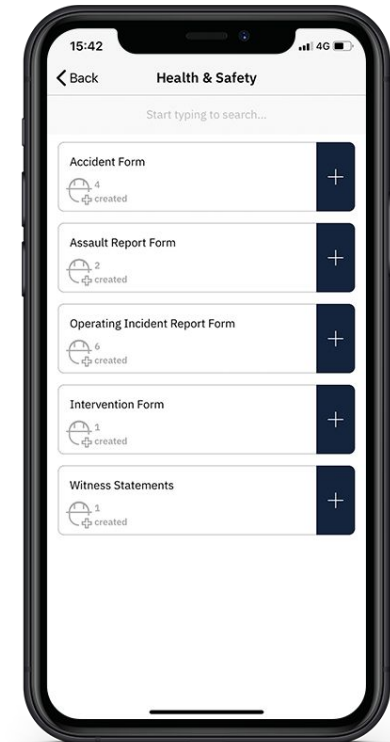 15:42
4G
Back
Health & Safety
Start typing to search...
Accident Form
4
created
Assault Report Form
2
created
Operating Incident Report Form
6
created
Intervention Form
1
created
Witness Statements
1
created